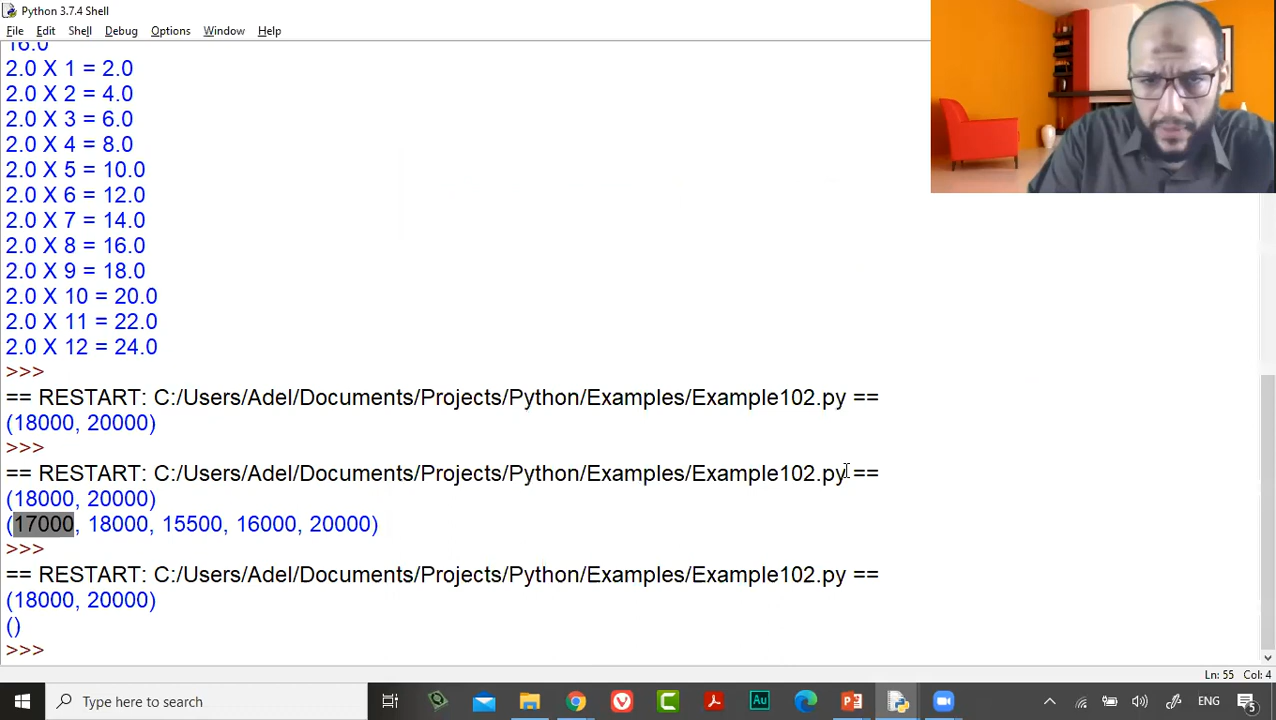 Python 3.7.4 Shell
File Edit Shell Debug Options Window Help
16.0
2.0 X 1 = 2.0
2.0 X 2 = 4.0
2.0 X 3 = 6.0
2.0 X 4 = 8.0
2.0 X 5 = 10.0
2.0 X 6 = 12.0
2.0 X 7 = 14.0
2.0 X 8 = 16.0
2.0 X 9 = 18.0
2.0 X 10 = 20.0
2.0 X 11 = 22.0
2.0 X 12 = 24.0
>>>
== RESTART: C:/Users/Adel/Documents/Projects/Python/Examples/Example102.py ==
(18000, 20000)
>>>
== RESTART: C:/Users/Adel/Documents/Projects/Python/Examples/Example102.py ==
(18000, 20000)
(17000, 18000, 15500, 16000, 20000)
>>>
== RESTART: C:/Users/Adel/Documents/Projects/Python/Examples/Example102.py ==
(18000, 20000)
()
>>>
Ln: 55 Col: 4
Type here to search
Au
ENG
5